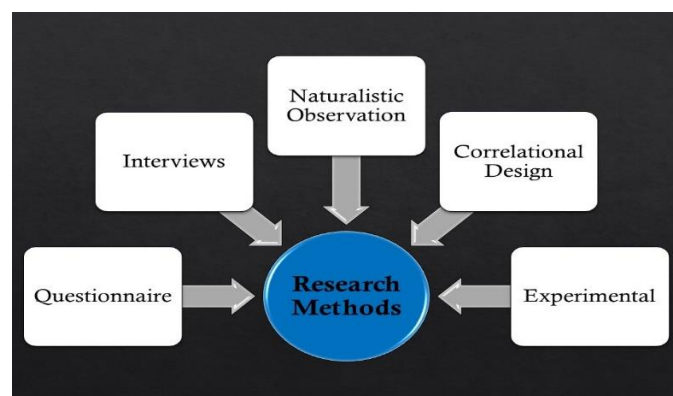 Naturalistic
Observation
Interviews
Correlational
Design
Questionnaire
Research
Methods
Experimental